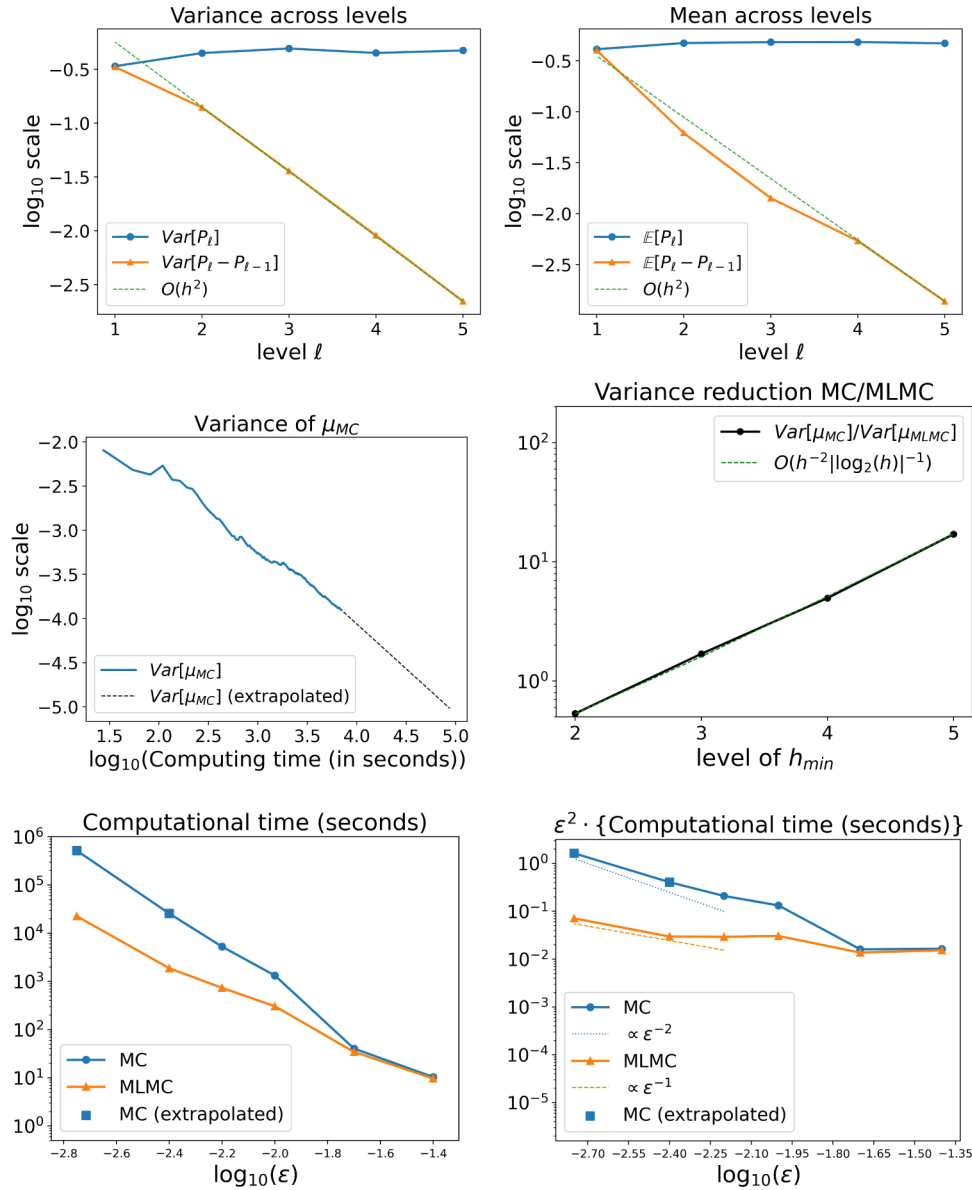 Variance across levels
−0.5
−1.0
−1.5
−2.0
−2.5
log₁₀ scale
Var[Pℓ]
Var[Pℓ − Pℓ₋₁]
O(h²)
1 2 3 4 5
level ℓ
Mean across levels
−0.5
−1.0
−1.5
−2.0
−2.5
log₁₀ scale
𝔼[Pℓ]
𝔼[Pℓ − Pℓ₋₁]
O(h²)
1 2 3 4 5
level ℓ
Variance of μ_MC
−2.0
−2.5
−3.0
−3.5
−4.0
−4.5
−5.0
log₁₀ scale
Var[μ_MC]
Var[μ_MC] (extrapolated)
1.5 2.0 2.5 3.0 3.5 4.0 4.5 5.0
log₁₀(Computing time (in seconds))
Variance reduction MC/MLMC
10²
10¹
10⁰
Var[μ_MC]/Var[μ_MLMC]
O(h⁻²|log₂(h)|⁻¹)
2 3 4 5
level of h_min
Computational time (seconds)
10⁶
10⁵
10⁴
10³
10²
10¹
10⁰
MC
MLMC
MC (extrapolated)
−2.8 −2.6 −2.4 −2.2 −2.0 −1.8 −1.6 −1.4
log₁₀(ε)
ε² · {Computational time (seconds)}
10⁰
10⁻¹
10⁻²
10⁻³
10⁻⁴
10⁻⁵
MC
∝ ε⁻²
MLMC
∝ ε⁻¹
MC (extrapolated)
−2.70 −2.55 −2.40 −2.25 −2.10 −1.95 −1.80 −1.65 −1.50 −1.35
log₁₀(ε)